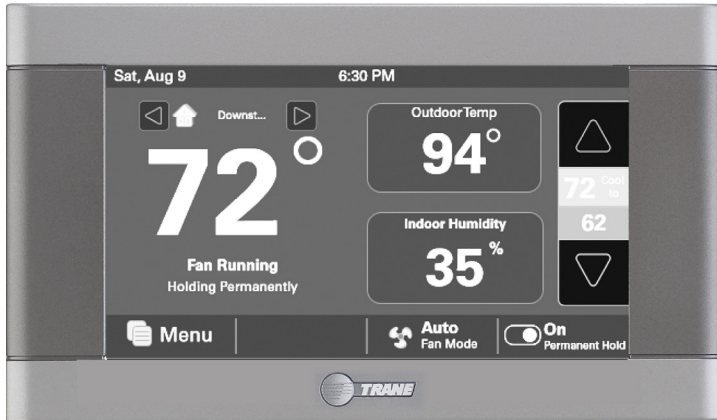 Sat, Aug 9
6:30 PM
Downst...
72°
Fan Running
Holding Permanently
Outdoor Temp
94°
Indoor Humidity
35%
72 Cool
to
62
Menu
Auto
Fan Mode
On
Permanent Hold
TRANE